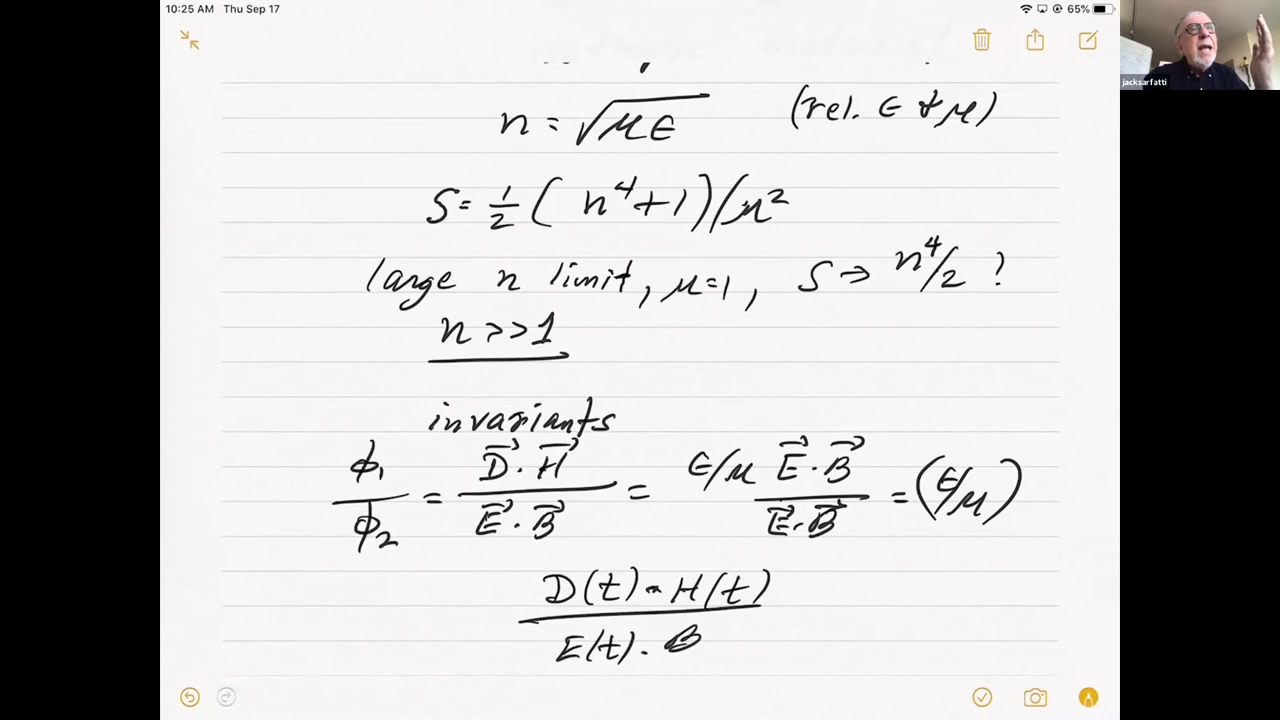 10:25 AM Thu Sep 17
65%
jacksarfatti
n = √με (rel. ε & μ)
S = 1/2 ( n⁴+1)/μ²
large n limit, μ=1, S ⇒ n⁴/2 ?
n >> 1
invariants
ϕ₁/ϕ₂ = D⃗ · H⃗ / E⃗ · B⃗ = ε/μ E⃗ · B⃗ / E⃗ · B⃗ = (ε/μ)
D(t) · H(t)
E(t) · B